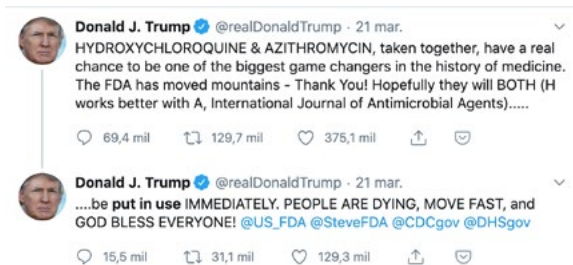 Donald J. Trump @realDonaldTrump · 21 mar.
HYDROXYCHLOROQUINE & AZITHROMYCIN, taken together, have a real
chance to be one of the biggest game changers in the history of medicine.
The FDA has moved mountains - Thank You! Hopefully they will BOTH (H
works better with A, International Journal of Antimicrobial Agents).....
69,4 mil 129,7 mil 375,1 mil
Donald J. Trump @realDonaldTrump · 21 mar.
....be put in use IMMEDIATELY. PEOPLE ARE DYING, MOVE FAST, and
GOD BLESS EVERYONE! @US_FDA @SteveFDA @CDCgov @DHSgov
15,5 mil 31,1 mil 129,3 mil